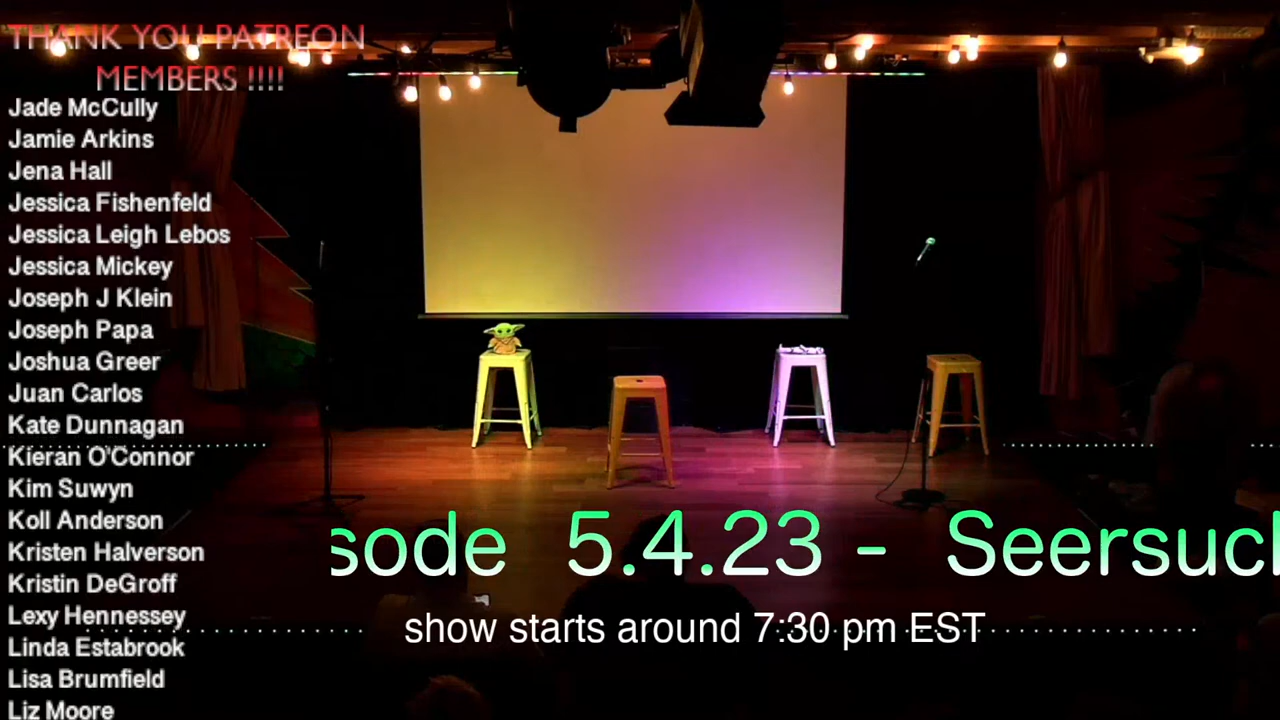 THANK YOU PATREON
MEMBERS !!!!
Jade McCully
Jamie Arkins
Jena Hall
Jessica Fishenfeld
Jessica Leigh Lebos
Jessica Mickey
Joseph J Klein
Joseph Papa
Joshua Greer
Juan Carlos
Kate Dunnagan
Kieran O'Connor
Kim Suwyn
Koll Anderson
Kristen Halverson
Kristin DeGroff
Lexy Hennessey
Linda Estabrook
Lisa Brumfield
Liz Moore
sode 5.4.23 - Seersuck
show starts around 7:30 pm EST